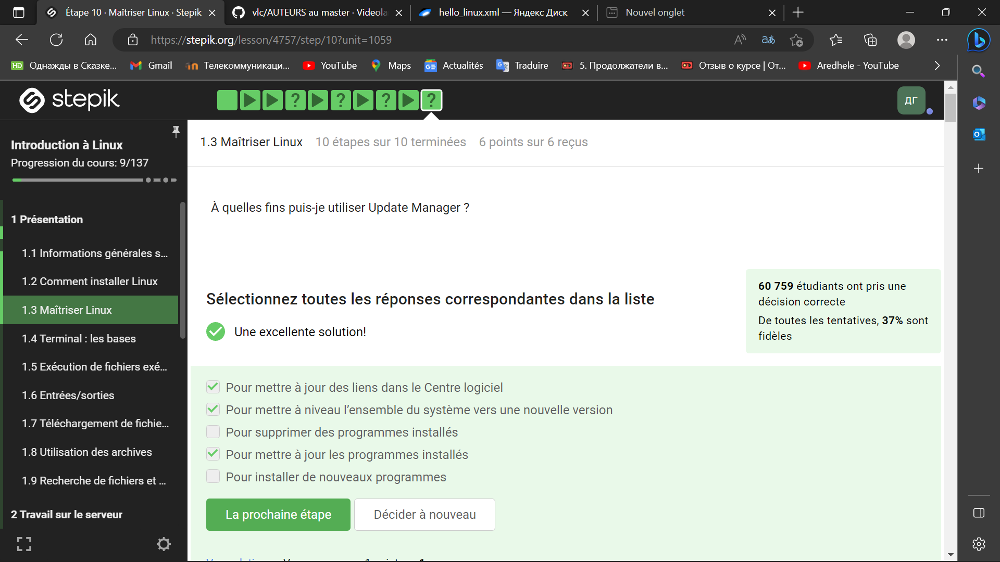 Étape 10 · Maîtriser Linux · Stepik
vlc/AUTEURS au master · Videola
hello_linux.xml — Яндекс Диск
Nouvel onglet
https://stepik.org/lesson/4757/step/10?unit=1059
Однажды в Сказке...
Gmail
Телекоммуникаци...
YouTube
Maps
Actualités
Traduire
5. Продолжатели в...
Отзыв о курсе | От...
Aredhele - YouTube
stepik
ДГ
Introduction à Linux
Progression du cours: 9/137
1 Présentation
1.1 Informations générales s...
1.2 Comment installer Linux
1.3 Maîtriser Linux
1.4 Terminal : les bases
1.5 Exécution de fichiers exé...
1.6 Entrées/sorties
1.7 Téléchargement de fichie...
1.8 Utilisation des archives
1.9 Recherche de fichiers et ...
2 Travail sur le serveur
1.3 Maîtriser Linux 10 étapes sur 10 terminées 6 points sur 6 reçus
À quelles fins puis-je utiliser Update Manager ?
Sélectionnez toutes les réponses correspondantes dans la liste
Une excellente solution!
60 759 étudiants ont pris une
décision correcte
De toutes les tentatives, 37% sont
fidèles
Pour mettre à jour des liens dans le Centre logiciel
Pour mettre à niveau l’ensemble du système vers une nouvelle version
Pour supprimer des programmes installés
Pour mettre à jour les programmes installés
Pour installer de nouveaux programmes
La prochaine étape
Décider à nouveau